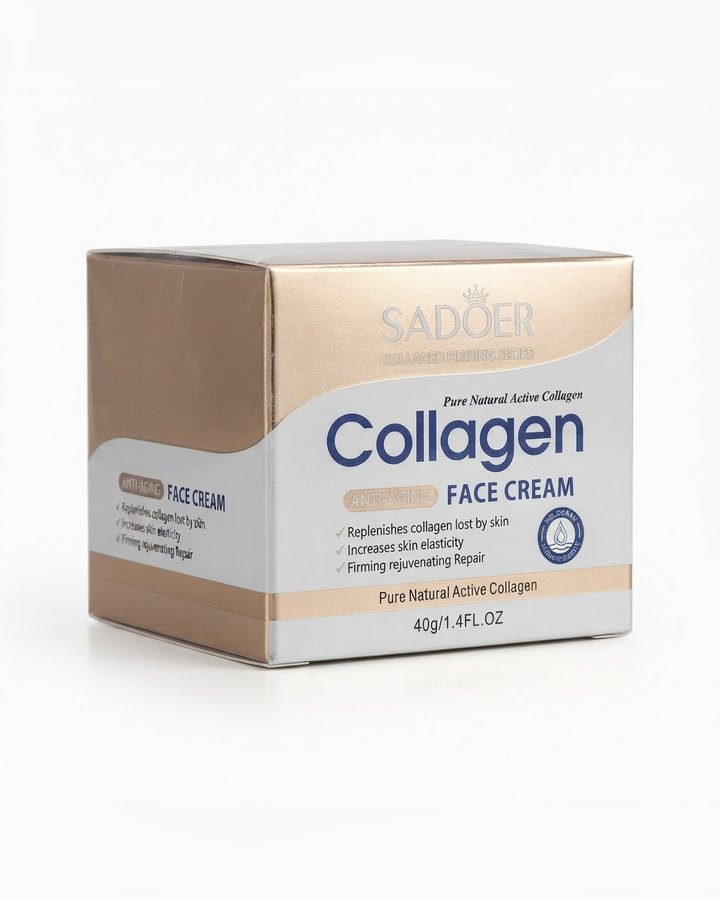 SADOER
COLLAGEN FIRMING SERIES
Pure Natural Active Collagen
Collagen
ANTI-AGING FACE CREAM
✓ Replenishes collagen lost by skin
✓ Increases skin elasticity
✓ Firming rejuvenating Repair
Pure Natural Active Collagen
40g/1.4FL.OZ
ANTI-AGING FACE CREAM
✓ Replenishes collagen lost by skin
✓ Increases skin elasticity
✓ Firming rejuvenating Repair